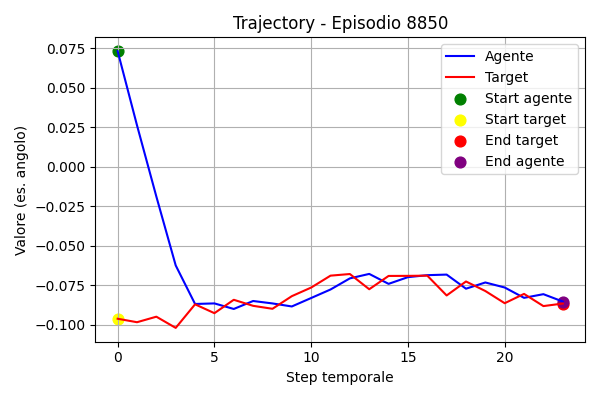 Trajectory - Episodio 8850
Agente
Target
Start agente
Start target
End target
End agente
Valore (es. angolo)
0.075
0.050
0.025
0.000
−0.025
−0.050
−0.075
−0.100
0 5 10 15 20
Step temporale